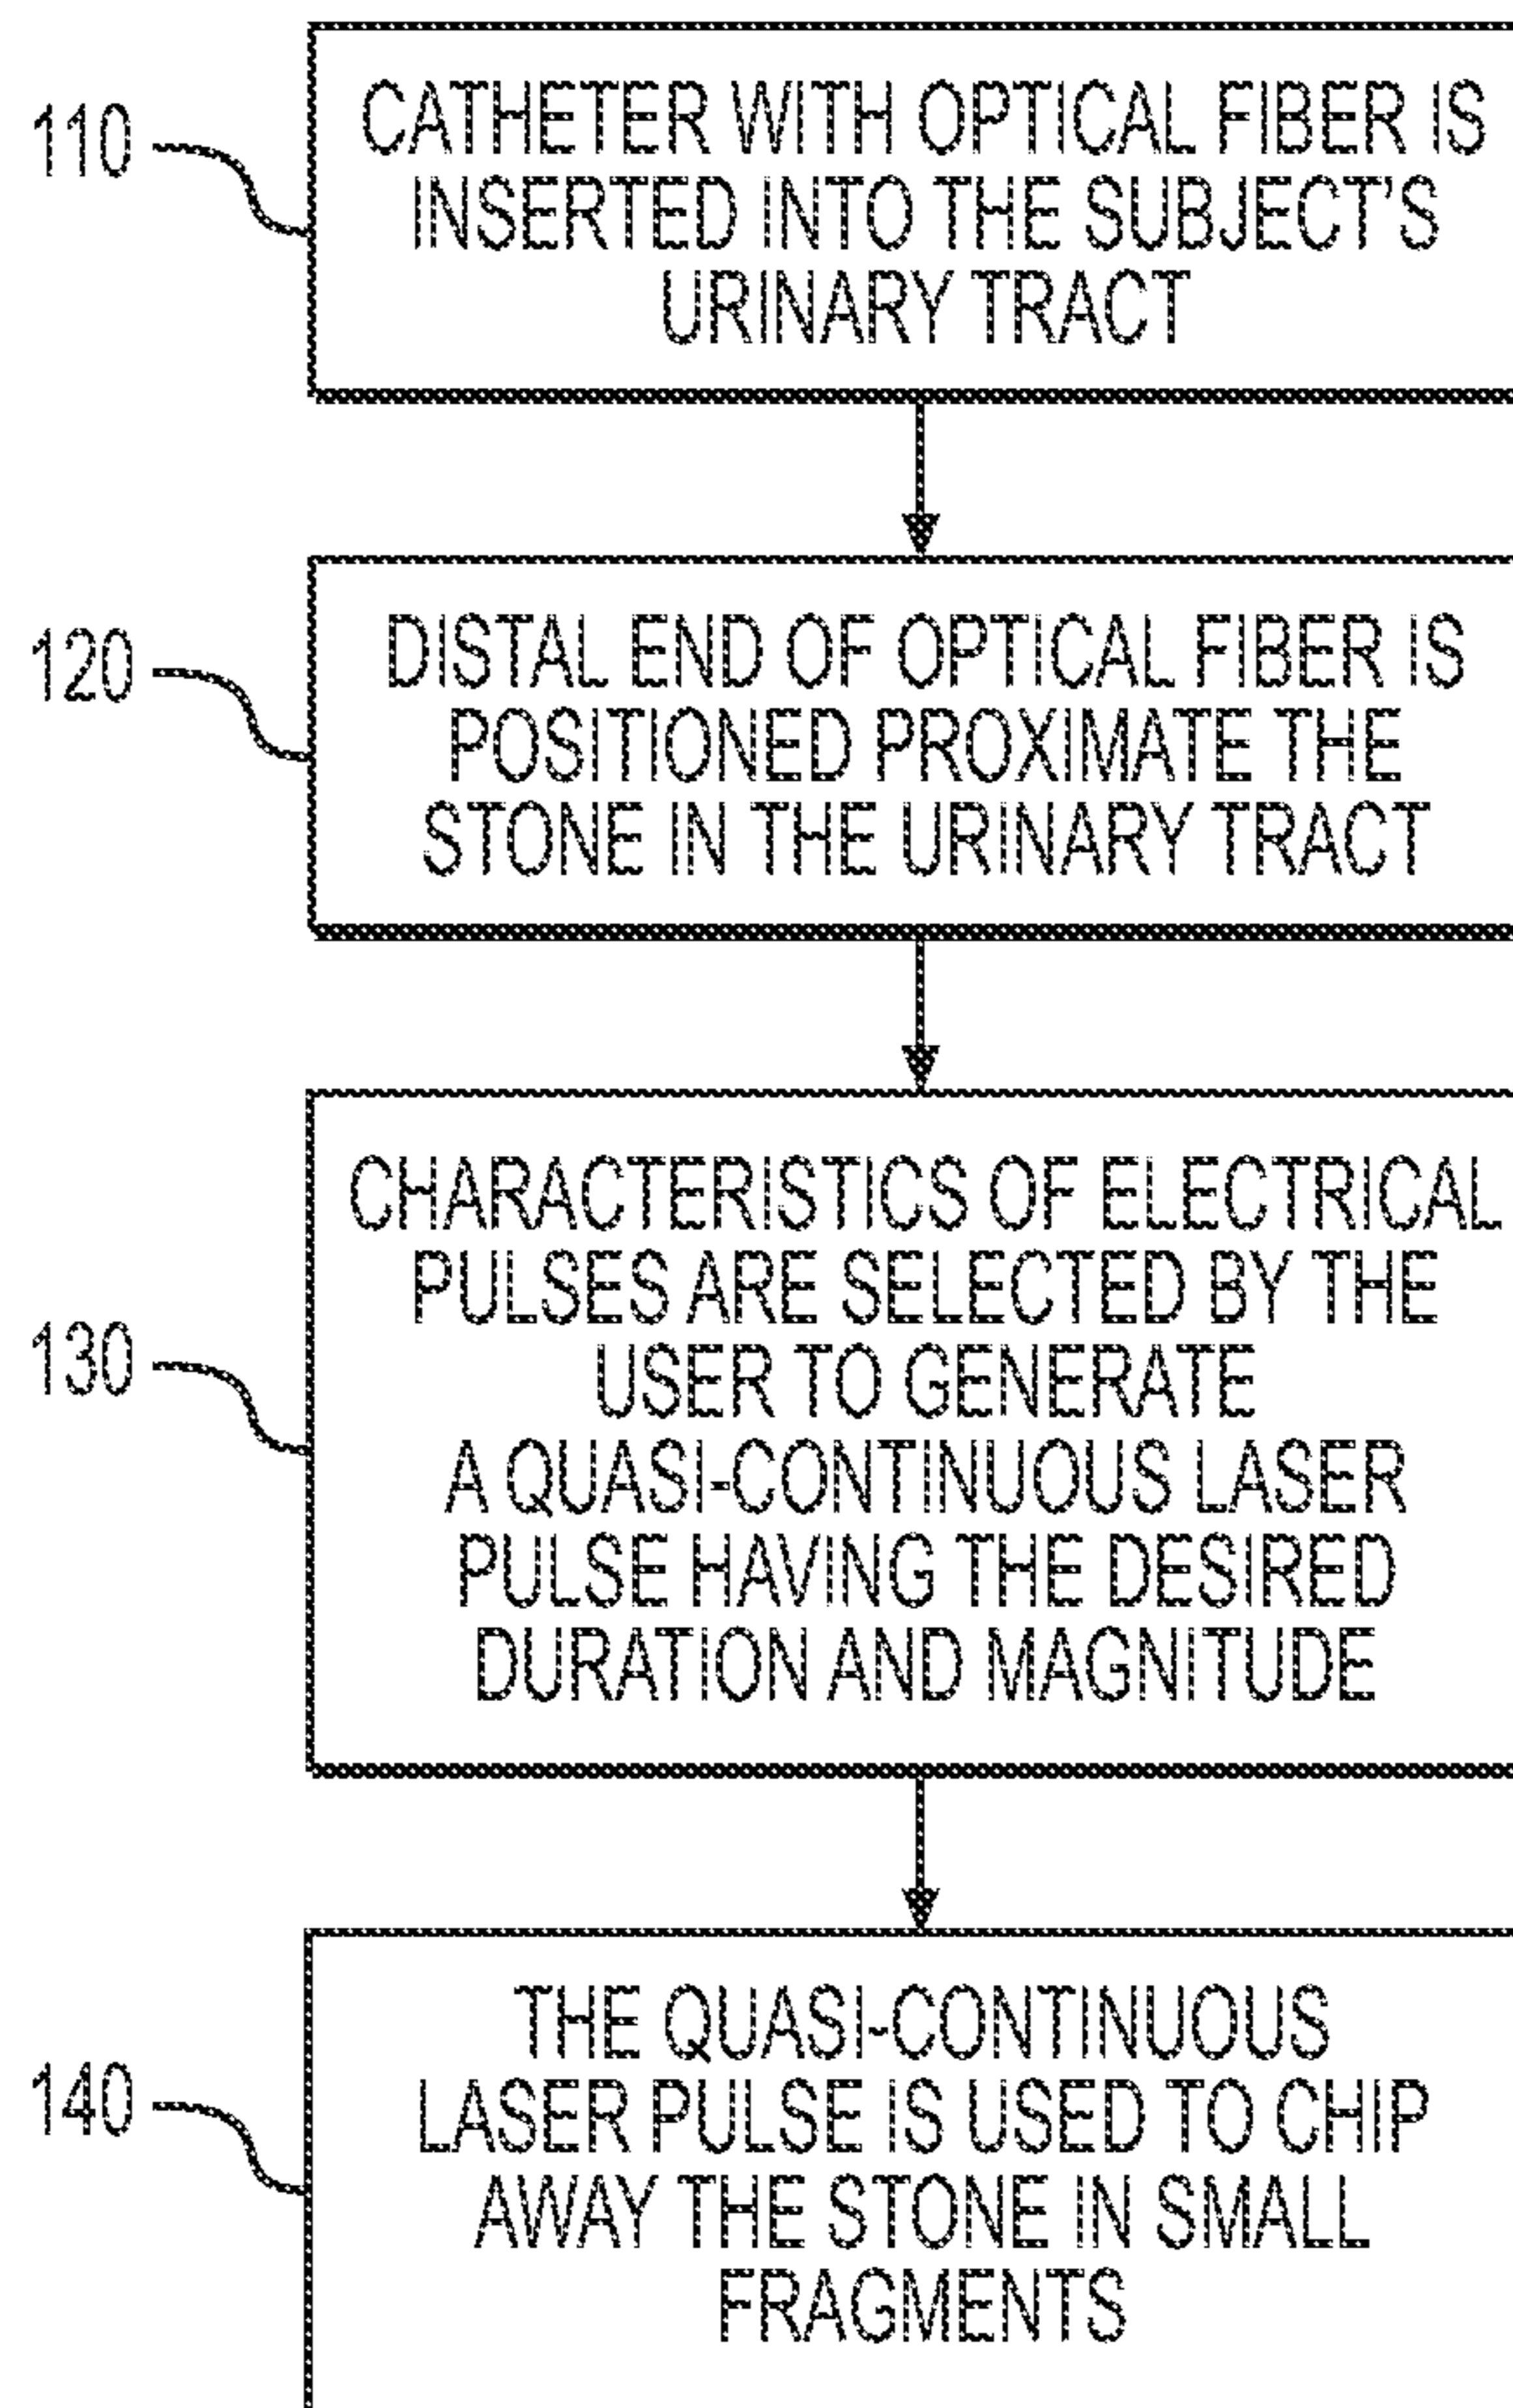 110
CATHETER WITH OPTICAL FIBER IS
INSERTED INTO THE SUBJECT'S
URINARY TRACT
120
DISTAL END OF OPTICAL FIBER IS
POSITIONED PROXIMATE THE
STONE IN THE URINARY TRACT
130
CHARACTERISTICS OF ELECTRICAL
PULSES ARE SELECTED BY THE
USER TO GENERATE
A QUASI-CONTINUOUS LASER
PULSE HAVING THE DESIRED
DURATION AND MAGNITUDE
140
THE QUASI-CONTINUOUS
LASER PULSE IS USED TO CHIP
AWAY THE STONE IN SMALL
FRAGMENTS